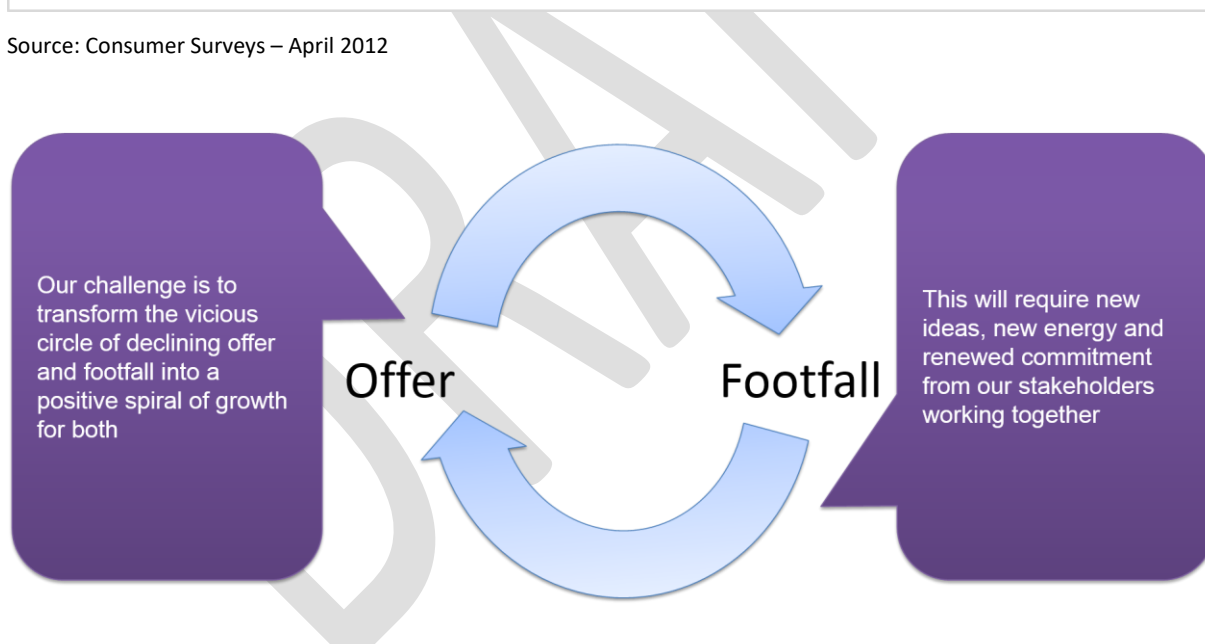 Source: Consumer Surveys – April 2012
Our challenge is to
transform the vicious
circle of declining offer
and footfall into a
positive spiral of growth
for both
Offer
Footfall
This will require new
ideas, new energy and
renewed commitment
from our stakeholders
working together